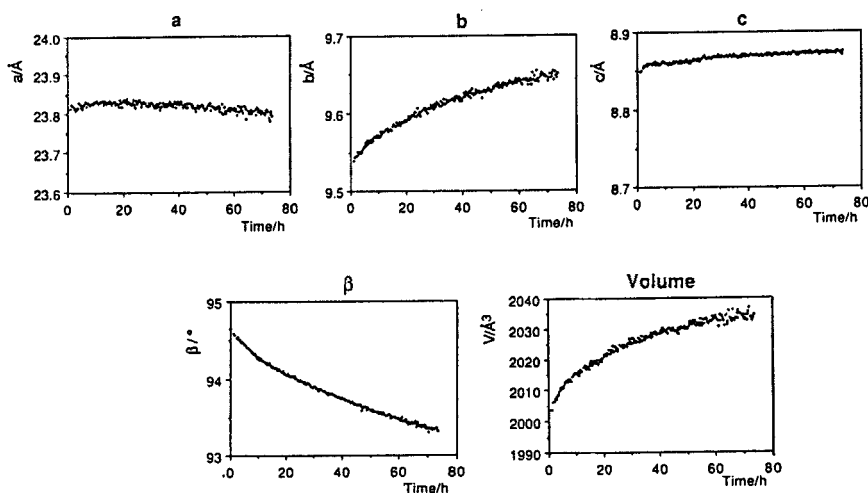 a
b
c
24.0
23.9
23.8
23.7
23.6
a/Å
0 20 40 60 80
Time/h
9.7
9.6
9.5
b/Å
0 20 40 60 80
Time/h
8.9
8.8
8.7
c/Å
0 20 40 60 80
Time/h
β
Volume
95
94
93
β/°
.0 20 40 60 80
Time/h
2040
2030
2020
2010
2000
1990
V/Å³
0 20 40 60 80
Time/h